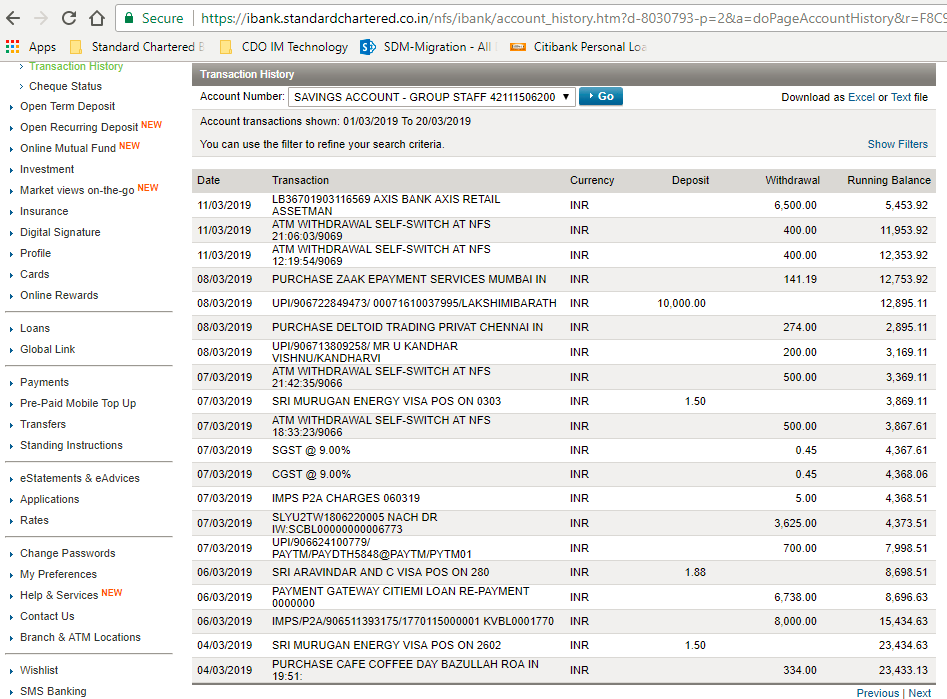 Secure https://ibank.standardchartered.co.in/nfs/ibank/account_history.htm?d-8030793-p=2&a=doPageAccountHistory&r=F8C9
Apps Standard Chartered B CDO IM Technology SDM-Migration - All Citibank Personal Loa
Transaction History
Cheque Status
Open Term Deposit
Open Recurring Deposit NEW
Online Mutual Fund NEW
Investment
Market views on-the-go NEW
Insurance
Digital Signature
Profile
Cards
Online Rewards
Loans
Global Link
Payments
Pre-Paid Mobile Top Up
Transfers
Standing Instructions
eStatements & eAdvices
Applications
Rates
Change Passwords
My Preferences
Help & Services NEW
Contact Us
Branch & ATM Locations
Wishlist
SMS Banking
Transaction History
Account Number: SAVINGS ACCOUNT - GROUP STAFF 42111506200 Go Download as Excel or Text file
Account transactions shown: 01/03/2019 To 20/03/2019
You can use the filter to refine your search criteria. Show Filters
Date Transaction Currency Deposit Withdrawal Running Balance
11/03/2019 LB36701903116569 AXIS BANK AXIS RETAIL
ASSETMAN INR 6,500.00 5,453.92
11/03/2019 ATM WITHDRAWAL SELF-SWITCH AT NFS
21:06:03/9069 INR 400.00 11,953.92
11/03/2019 ATM WITHDRAWAL SELF-SWITCH AT NFS
12:19:54/9069 INR 400.00 12,353.92
08/03/2019 PURCHASE ZAAK EPAYMENT SERVICES MUMBAI IN INR 141.19 12,753.92
08/03/2019 UPI/906722849473/ 00071610037995/LAKSHIMIBARATH INR 10,000.00 12,895.11
08/03/2019 PURCHASE DELTOID TRADING PRIVAT CHENNAI IN INR 274.00 2,895.11
08/03/2019 UPI/906713809258/ MR U KANDHAR
VISHNU/KANDHARVI INR 200.00 3,169.11
07/03/2019 ATM WITHDRAWAL SELF-SWITCH AT NFS
21:42:35/9066 INR 500.00 3,369.11
07/03/2019 SRI MURUGAN ENERGY VISA POS ON 0303 INR 1.50 3,869.11
07/03/2019 ATM WITHDRAWAL SELF-SWITCH AT NFS
18:33:23/9066 INR 500.00 3,867.61
07/03/2019 SGST @ 9.00% INR 0.45 4,367.61
07/03/2019 CGST @ 9.00% INR 0.45 4,368.06
07/03/2019 IMPS P2A CHARGES 060319 INR 5.00 4,368.51
07/03/2019 SLYU2TW1806220005 NACH DR
IW:SCBL00000000006773 INR 3,625.00 4,373.51
07/03/2019 UPI/906624100779/
PAYTM/PAYDTH5848@PAYTM/PYTM01 INR 700.00 7,998.51
06/03/2019 SRI ARAVINDAR AND C VISA POS ON 280 INR 1.88 8,698.51
06/03/2019 PAYMENT GATEWAY CITIEMI LOAN RE-PAYMENT
0000000 INR 6,738.00 8,696.63
06/03/2019 IMPS/P2A/906511393175/1770115000001 KVBL0001770 INR 8,000.00 15,434.63
04/03/2019 SRI MURUGAN ENERGY VISA POS ON 2602 INR 1.50 23,434.63
04/03/2019 PURCHASE CAFE COFFEE DAY BAZULLAH ROA IN
19:51: INR 334.00 23,433.13
Previous | Next